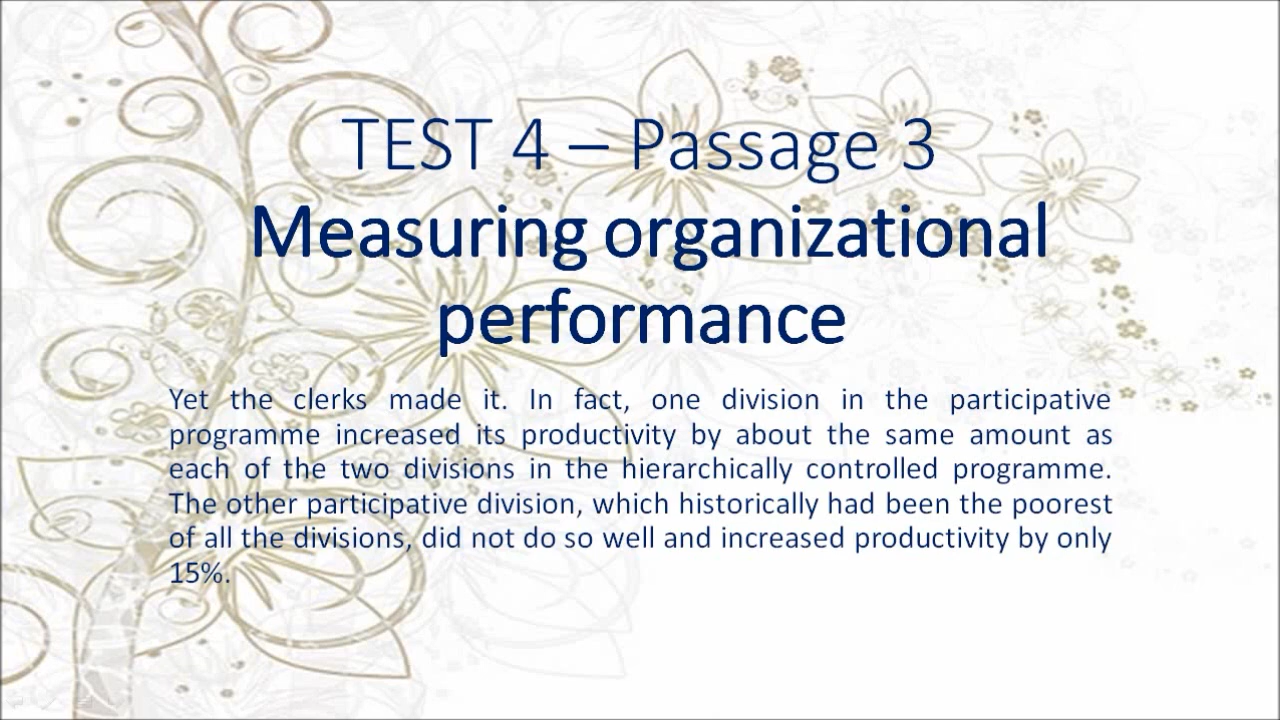 TEST 4 – Passage 3
Measuring organizational
performance
Yet the clerks made it. In fact, one division in the participative
programme increased its productivity by about the same amount as
each of the two divisions in the hierarchically controlled programme.
The other participative division, which historically had been the poorest
of all the divisions, did not do so well and increased productivity by only
15%.